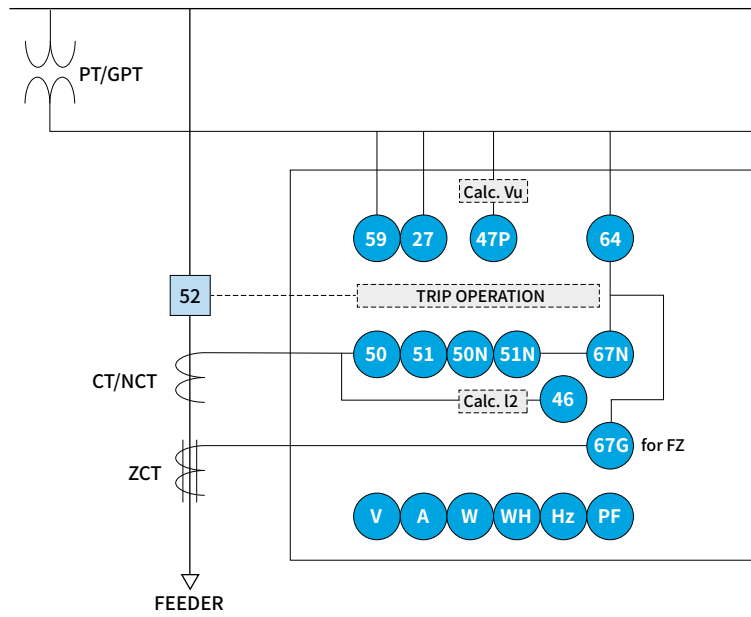 PT/GPT
Calc. Vu
59 27 47P 64
52
TRIP OPERATION
50 51 50N 51N 67N
CT/NCT
Calc. l2
46
67G for FZ
ZCT
V A W WH Hz PF
FEEDER